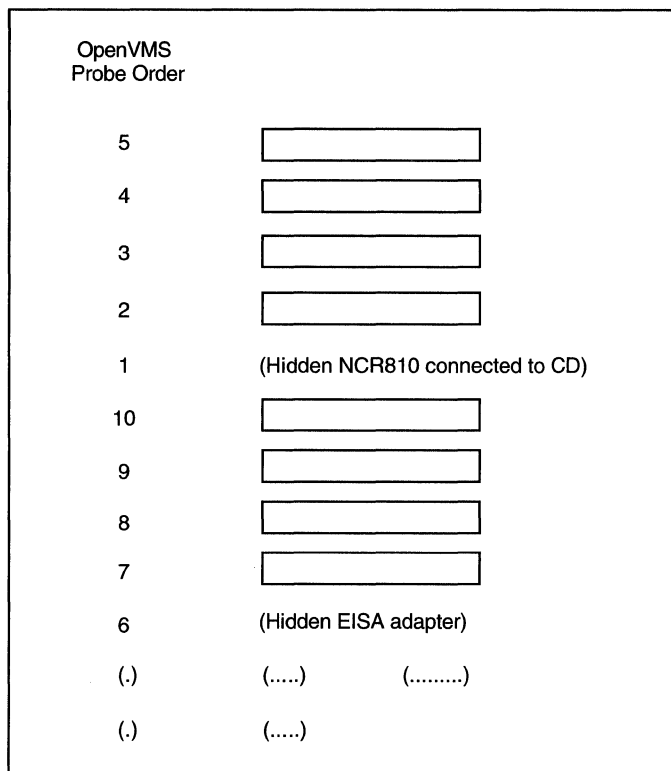 OpenVMS
Probe Order
5
4
3
2
1 (Hidden NCR810 connected to CD)
10
9
8
7
6 (Hidden EISA adapter)
(.) (.....) (.........)
(.) (.....)